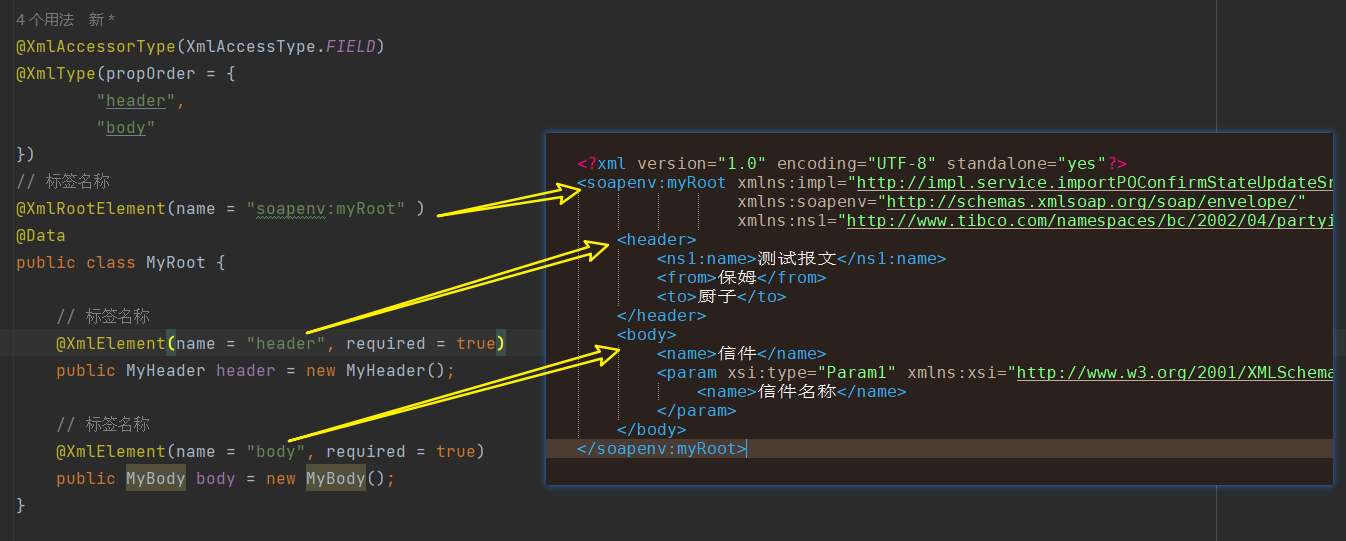 4 个用法    新 *
@XmlAccessorType(XmlAccessType.FIELD)
@XmlType(propOrder = {
        "header",
        "body"
})
// 标签名称
@XmlRootElement(name = "soapenv:myRoot" )
@Data
public class MyRoot {
    // 标签名称
    @XmlElement(name = "header", required = true)
    public MyHeader header = new MyHeader();
    // 标签名称
    @XmlElement(name = "body", required = true)
    public MyBody body = new MyBody();
}
<?xml version="1.0" encoding="UTF-8" standalone="yes"?>
<soapenv:myRoot xmlns:impl="http://impl.service.importPOConfirmStateUpdateSr
                xmlns:soapenv="http://schemas.xmlsoap.org/soap/envelope/"
                xmlns:ns1="http://www.tibco.com/namespaces/bc/2002/04/partyi
    <header>
        <ns1:name>测试报文</ns1:name>
        <from>保姆</from>
        <to>厨子</to>
    </header>
    <body>
        <name>信件</name>
        <param xsi:type="Param1" xmlns:xsi="http://www.w3.org/2001/XMLSchema
            <name>信件名称</name>
        </param>
    </body>
</soapenv:myRoot>